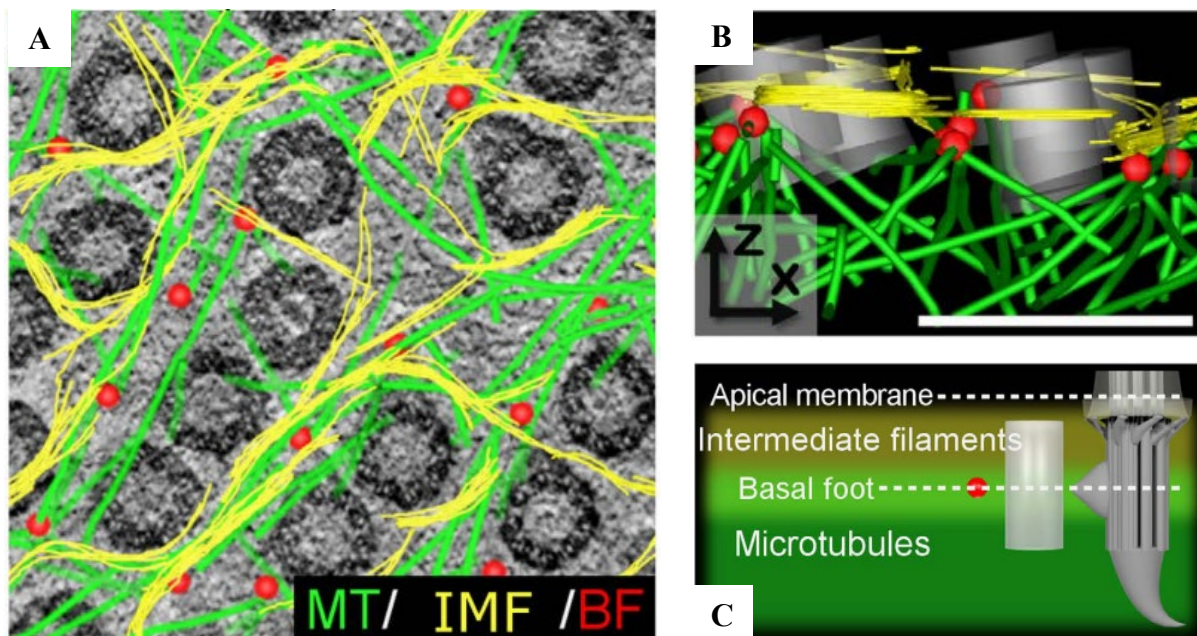 A
MT/ IMF /BF
B
Z
X
Apical membrane
Intermediate filaments
Basal foot
Microtubules
C